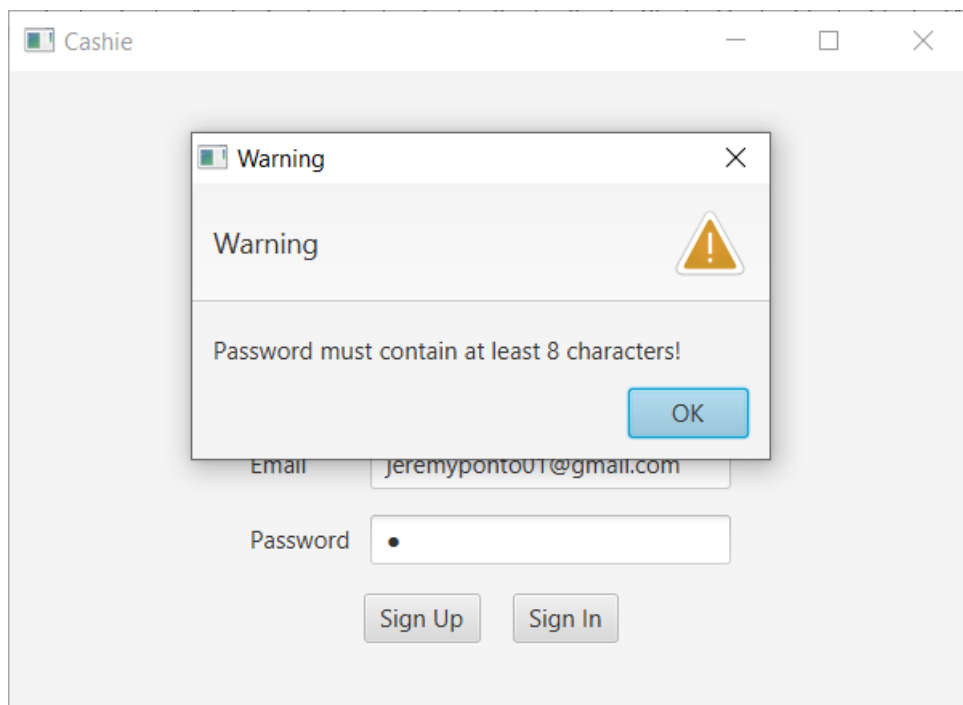 Cashie
Warning
Warning
Password must contain at least 8 characters!
OK
Email jeremyponto01@gmail.com
Password
Sign Up Sign In